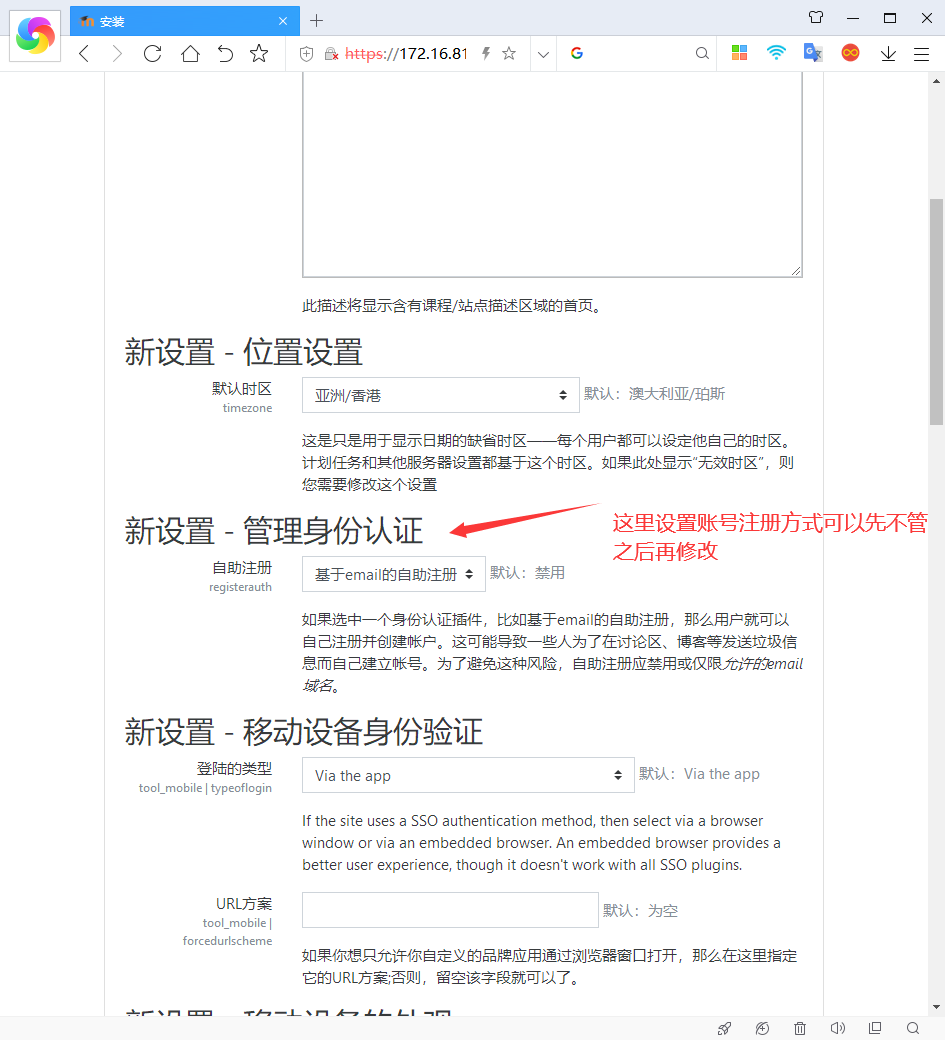 安装
https://172.16.81
此描述将显示含有课程/站点描述区域的首页。
新设置 - 位置设置
默认时区
timezone
亚洲/香港
默认：澳大利亚/珀斯
这是只是用于显示日期的缺省时区——每个用户都可以设定他自己的时区。
计划任务和其他服务器设置都基于这个时区。如果此处显示“无效时区”，则
您需要修改这个设置
新设置 - 管理身份认证
这里设置账号注册方式可以先不管
之后再修改
自助注册
registerauth
基于email的自助注册
默认：禁用
如果选中一个身份认证插件，比如基于email的自助注册，那么用户就可以
自己注册并创建帐户。这可能导致一些人为了在讨论区、博客等发送垃圾信
息而自己建立帐号。为了避免这种风险，自助注册应禁用或仅限允许的email
域名。
新设置 - 移动设备身份验证
登陆的类型
tool_mobile | typeoflogin
Via the app
默认：Via the app
If the site uses a SSO authentication method, then select via a browser
window or via an embedded browser. An embedded browser provides a
better user experience, though it doesn't work with all SSO plugins.
URL方案
tool_mobile |
forcedurlscheme
默认：为空
如果你想只允许你自定义的品牌应用通过浏览器窗口打开，那么在这里指定
它的URL方案;否则，留空该字段就可以了。
新设置 - 移动设备的外观